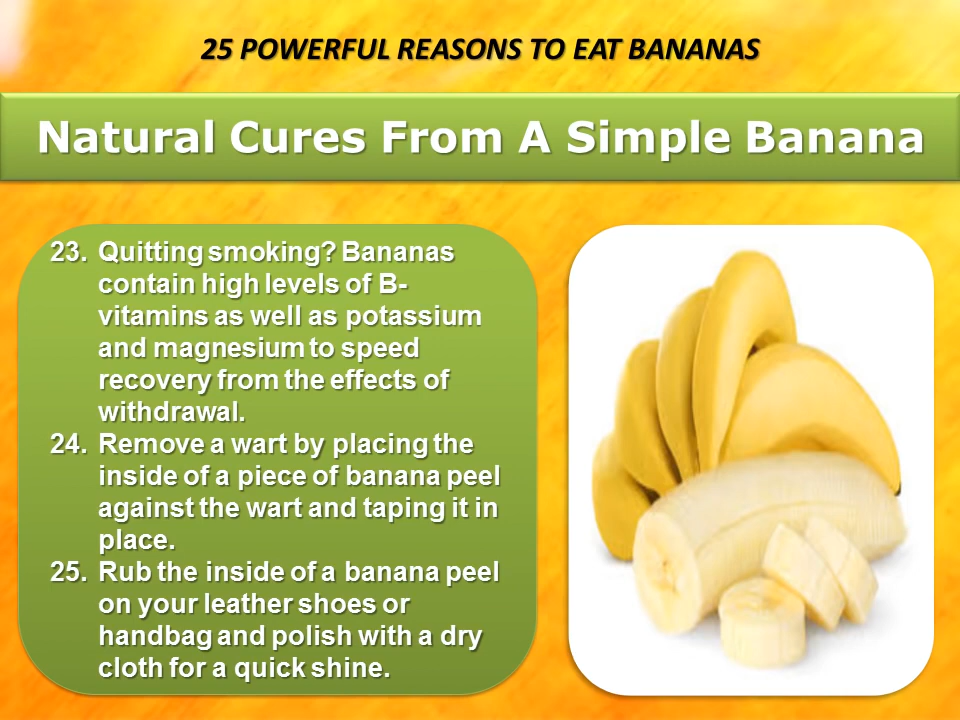 25 POWERFUL REASONS TO EAT BANANAS
Natural Cures From A Simple Banana
23. Quitting smoking? Bananas
contain high levels of B-
vitamins as well as potassium
and magnesium to speed
recovery from the effects of
withdrawal.
24. Remove a wart by placing the
inside of a piece of banana peel
against the wart and taping it in
place.
25. Rub the inside of a banana peel
on your leather shoes or
handbag and polish with a dry
cloth for a quick shine.